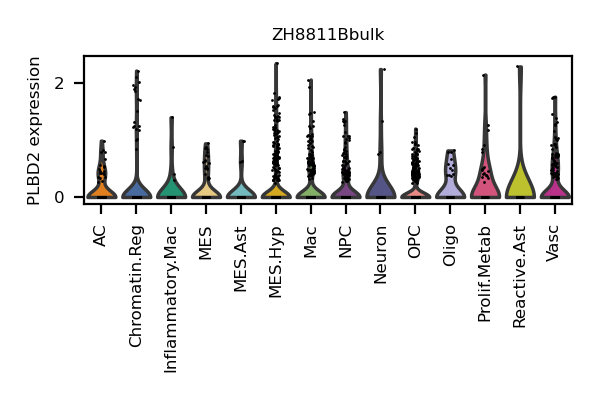 ZH8811Bbulk
PLBD2 expression
2
0
AC
Chromatin.Reg
Inflammatory.Mac
MES
MES.Ast
MES.Hyp
Mac
NPC
Neuron
OPC
Oligo
Prolif.Metab
Reactive.Ast
Vasc